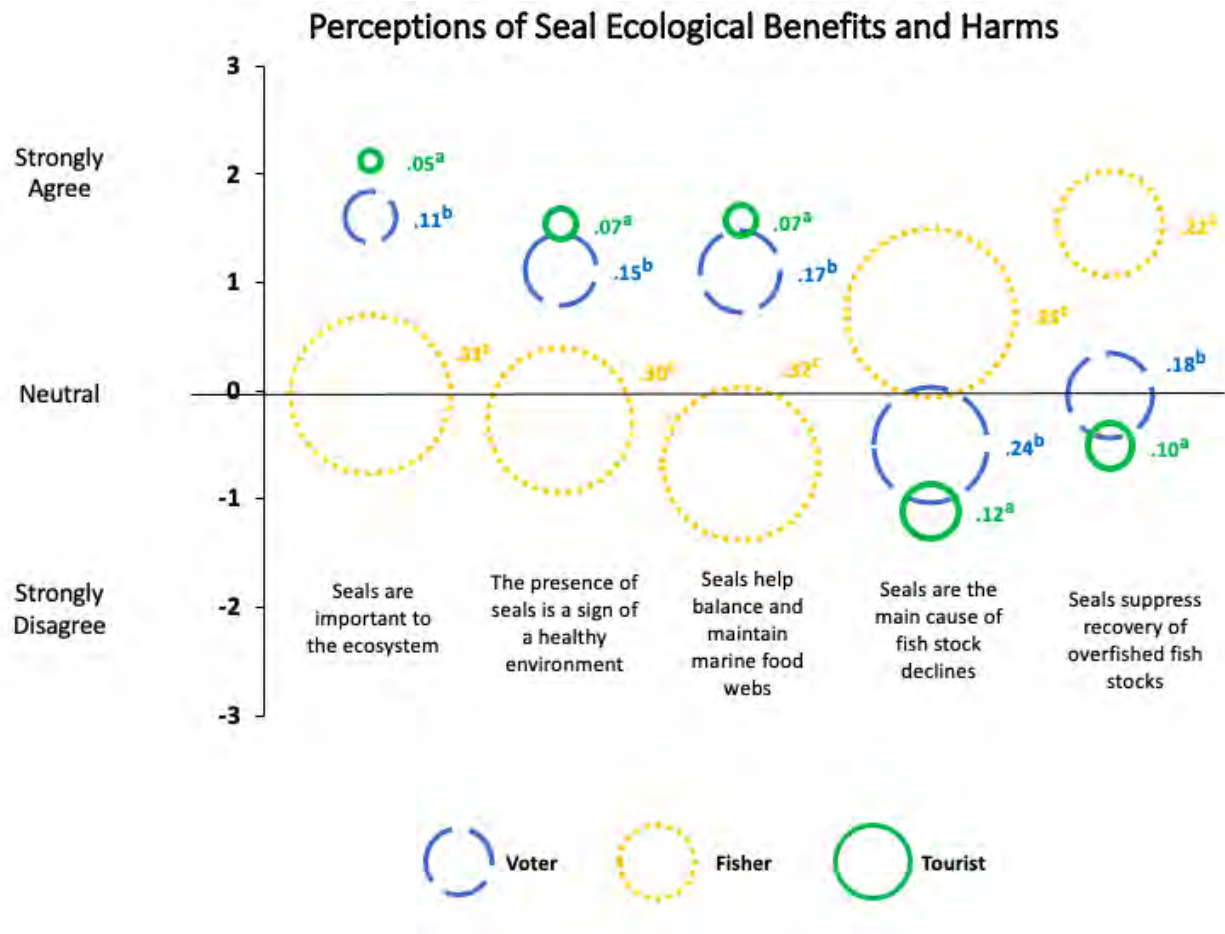 Perceptions of Seal Ecological Benefits and Harms
3
Strongly
Agree
2
.05ᵃ
.11ᵇ
.07ᵃ
.15ᵇ
.07ᵃ
.17ᵇ
.22ᶜ
1
.31ᶜ
.30ᶜ
.32ᶜ
.35ᶜ
.18ᵇ
Neutral
0
.24ᵇ
.10ᵃ
-1
.12ᵃ
Strongly
Disagree
-2
-3
Seals are
important to
the ecosystem
The presence of
seals is a sign of
a healthy
environment
Seals help
balance and
maintain
marine food
webs
Seals are the
main cause of
fish stock
declines
Seals suppress
recovery of
overfished fish
stocks
Voter
Fisher
Tourist